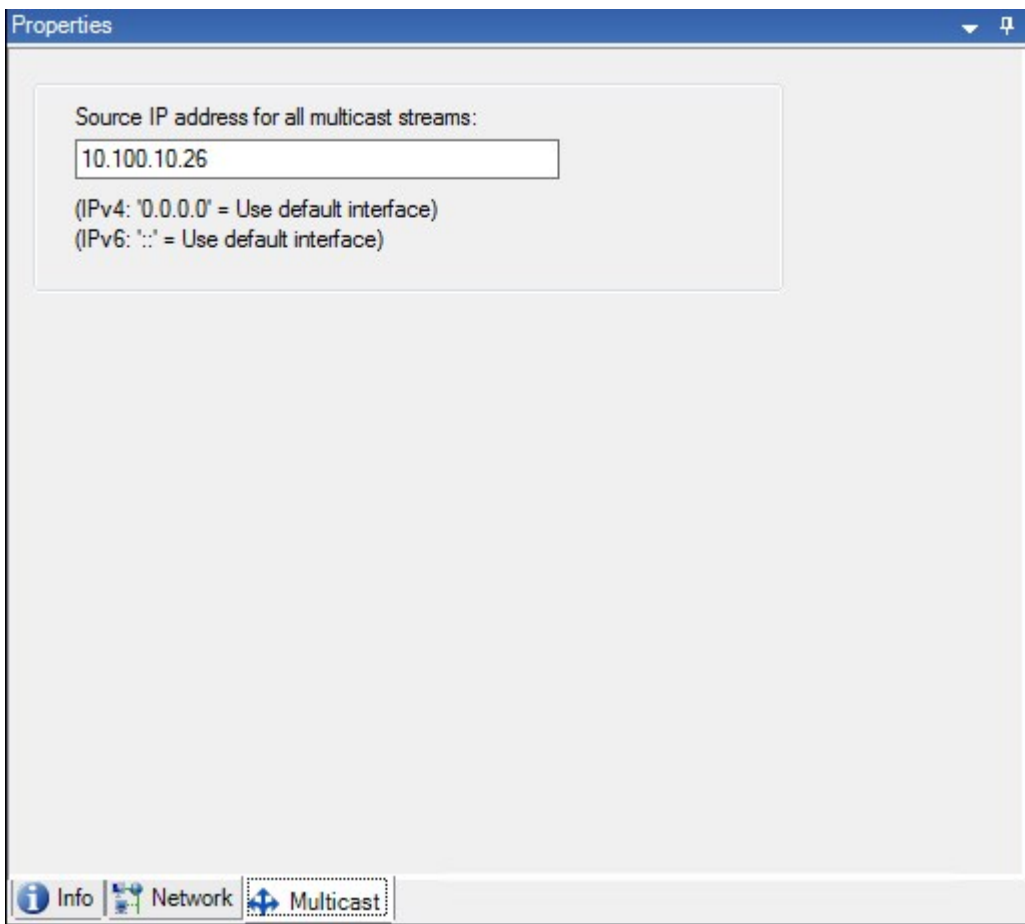 Properties
Source IP address for all multicast streams:
10.100.10.26
(IPv4: '0.0.0.0' = Use default interface)
(IPv6: '::' = Use default interface)
Info Network Multicast